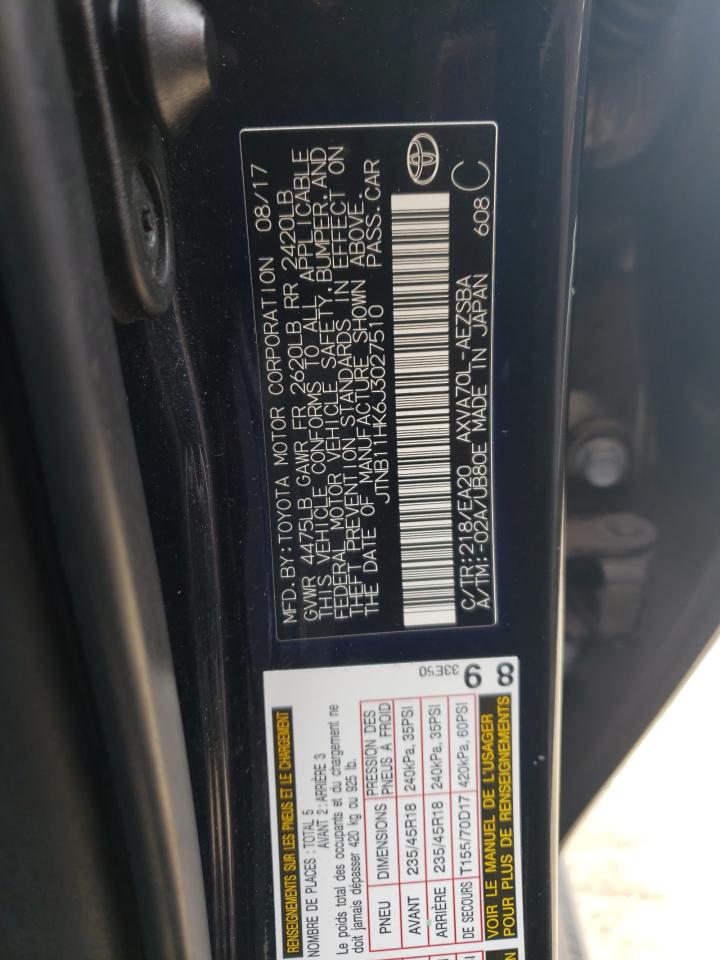 MFD.BY:TOYOTA MOTOR CORPORATION 08/17
GVWR 4475LB GAWR FR 2620LB RR 2420LB
THIS VEHICLE CONFORMS TO ALL APPLICABLE
FEDERAL MOTOR VEHICLE SAFETY,BUMPER,AND
THEFT PREVENTION STANDARDS IN EFFECT ON
THE DATE OF MANUFACTURE SHOWN ABOVE.
JTNB11HK6J3027510 PASS.CAR
C/TR:218/EA20 AXVA70L-AEZSBA 608
A/TM:-02A/UB80E MADE IN JAPAN C
RENSEIGNEMENTS SUR LES PNEUS ET LE CHARGEMENT
NOMBRE DE PLACES : TOTAL 5
AVANT 2 : ARRIÈRE 3
Le poids total des occupants et du chargement ne
doit jamais dépasser 420 kg ou 925 lb.
PNEU DIMENSIONS PRESSION DES PNEUS À FROID
AVANT 235/45R18 240kPa, 35PSI
ARRIÈRE 235/45R18 240kPa, 35PSI
DE SECOURS T155/70D17 420kPa, 60PSI
VOIR LE MANUEL DE L'USAGER
POUR PLUS DE RENSEIGNEMENTS
33E50
9
8